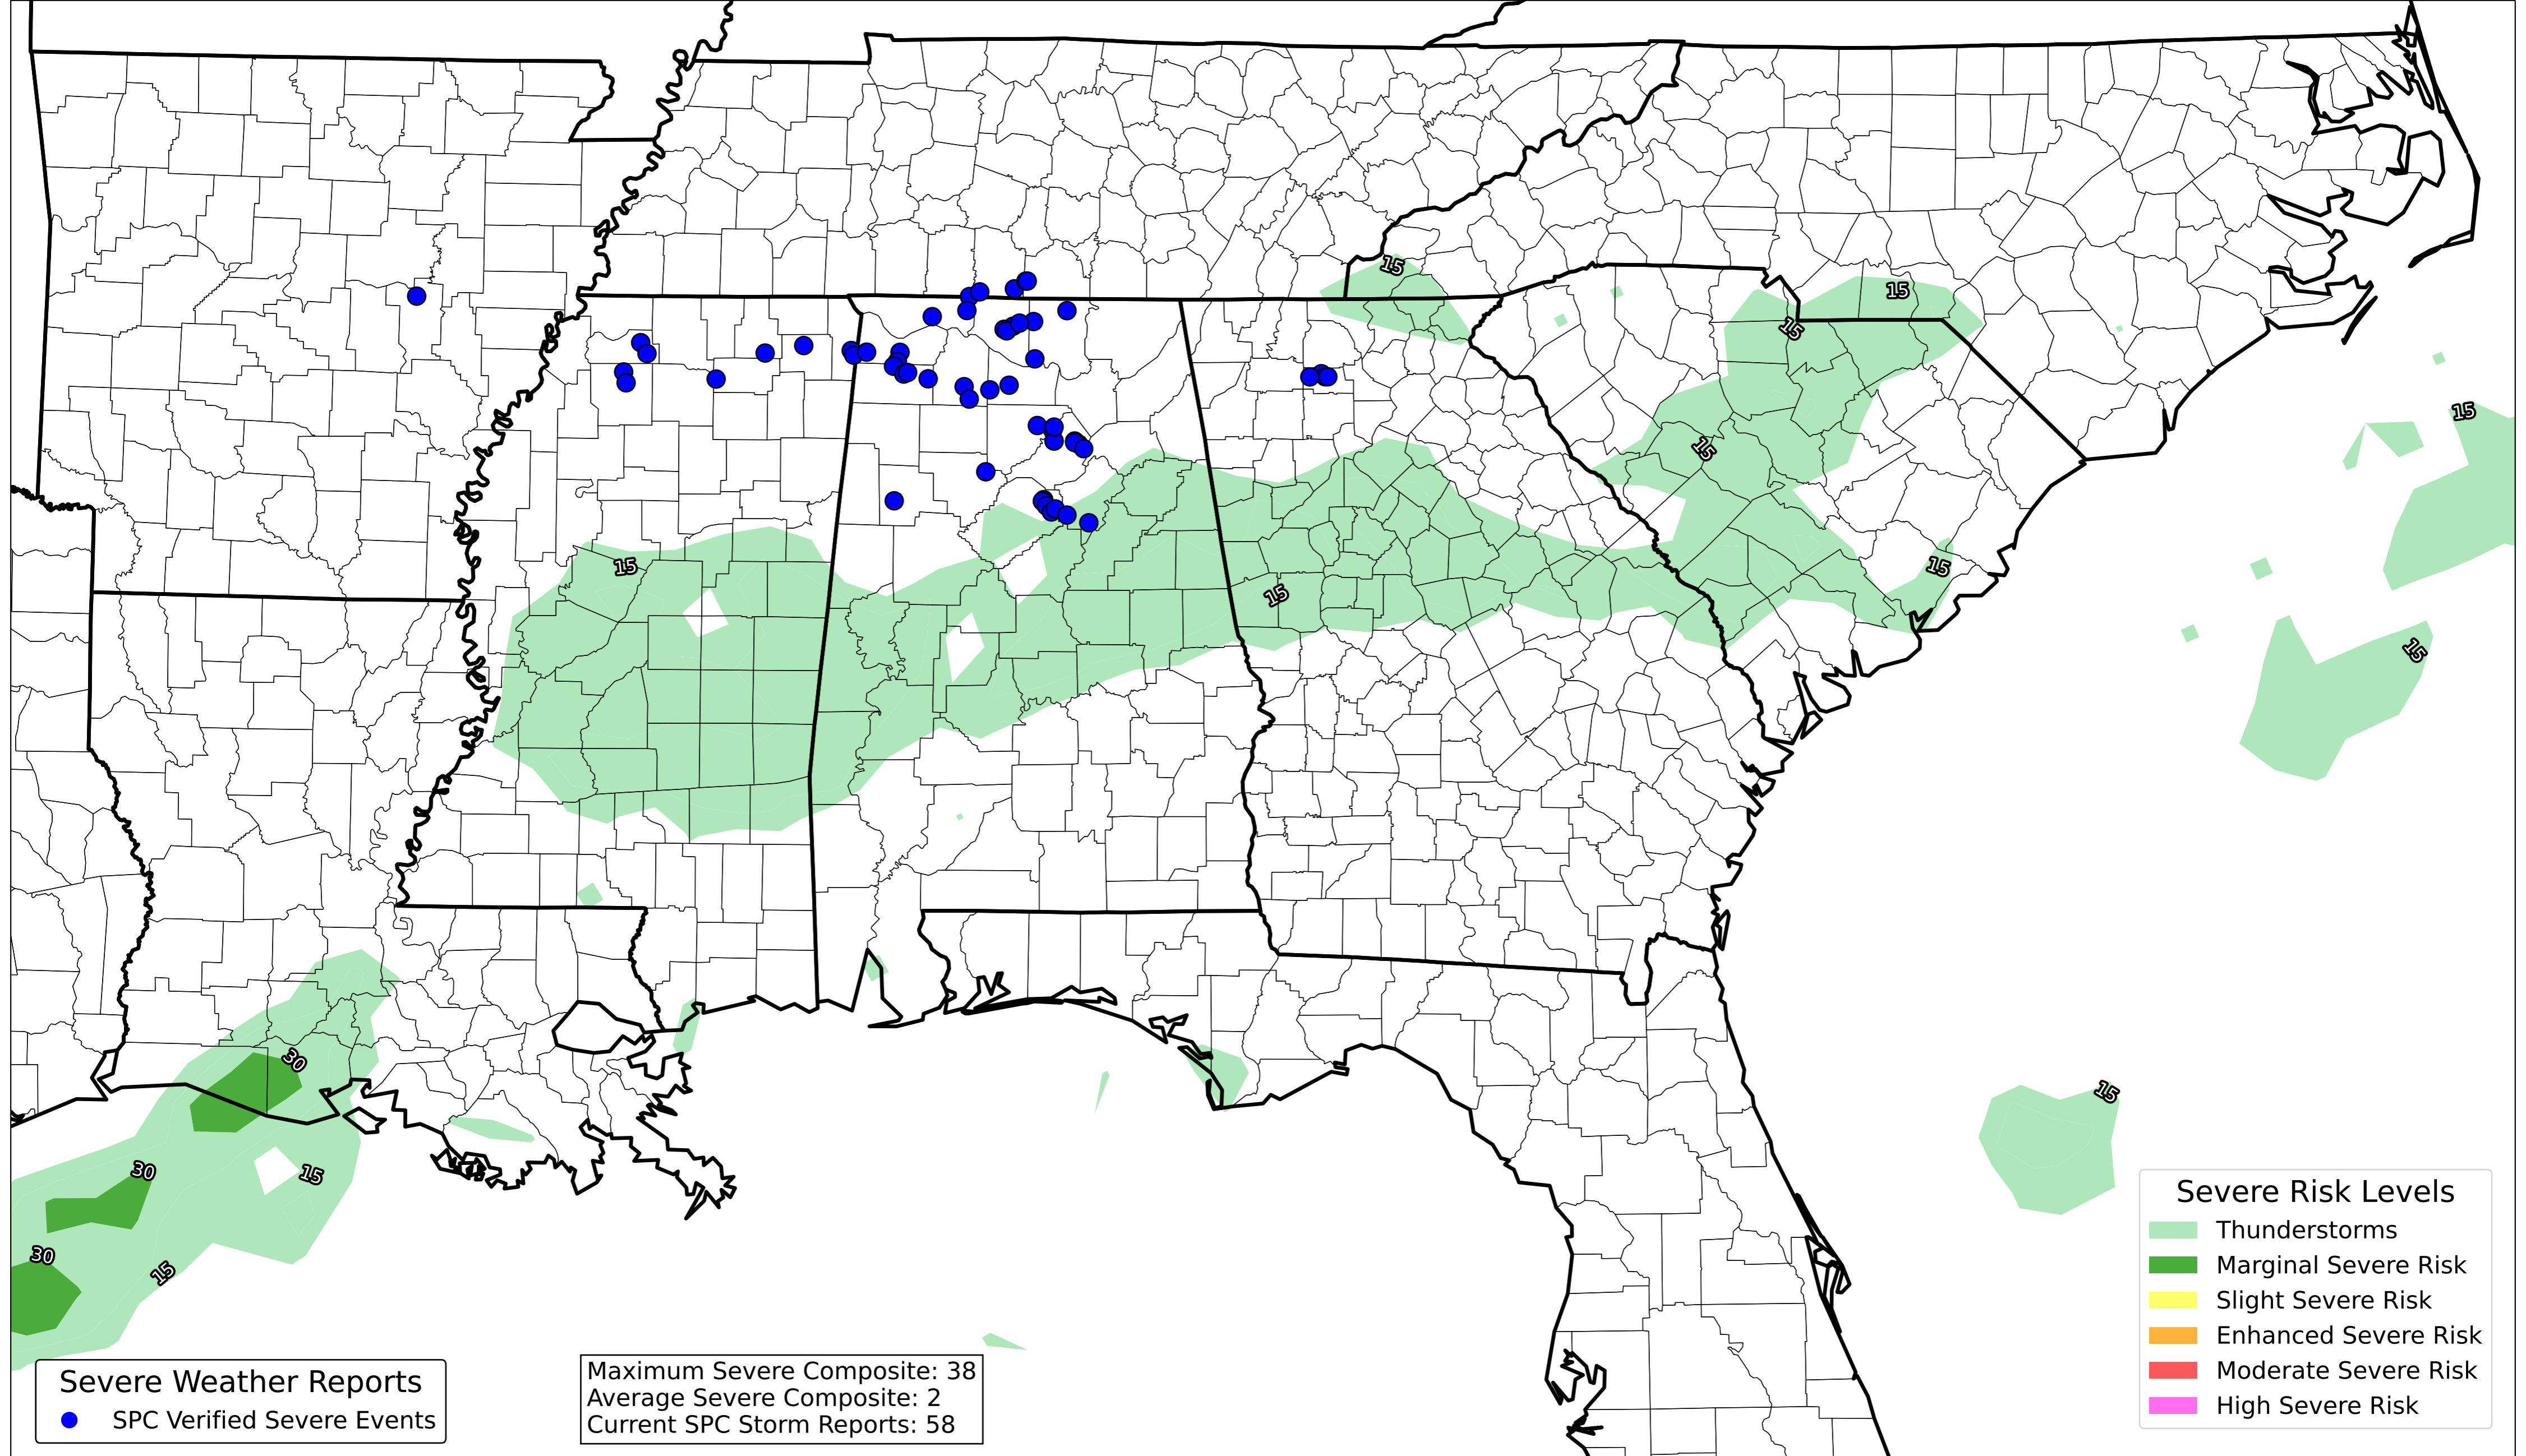 15
15
15
15
15
15
15
15
15
15
30
30
15
15
30
15
Severe Risk Levels
Thunderstorms
Marginal Severe Risk
Slight Severe Risk
Enhanced Severe Risk
Moderate Severe Risk
High Severe Risk
Severe Weather Reports
SPC Verified Severe Events
Maximum Severe Composite: 38
Average Severe Composite: 2
Current SPC Storm Reports: 58